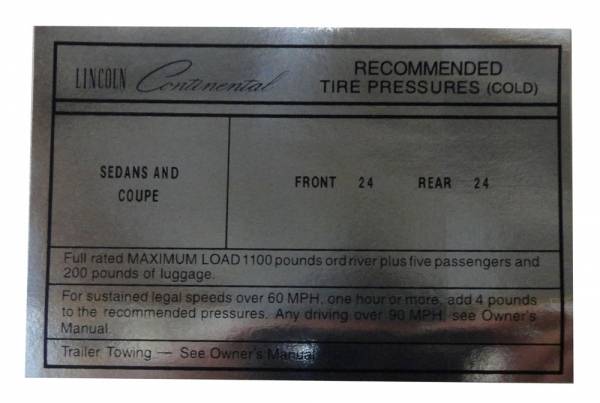 LINCOLN Continental RECOMMENDED
TIRE PRESSURES (COLD)
SEDANS AND
COUPE
FRONT 24 REAR 24
Full rated MAXIMUM LOAD 1100 pounds ord river plus five passengers and
200 pounds of luggage.
For sustained legal speeds over 60 MPH, one hour or more, add 4 pounds
to the recommended pressures. Any driving over 90 MPH, see Owner's
Manual.
Trailer Towing — See Owner's Manual